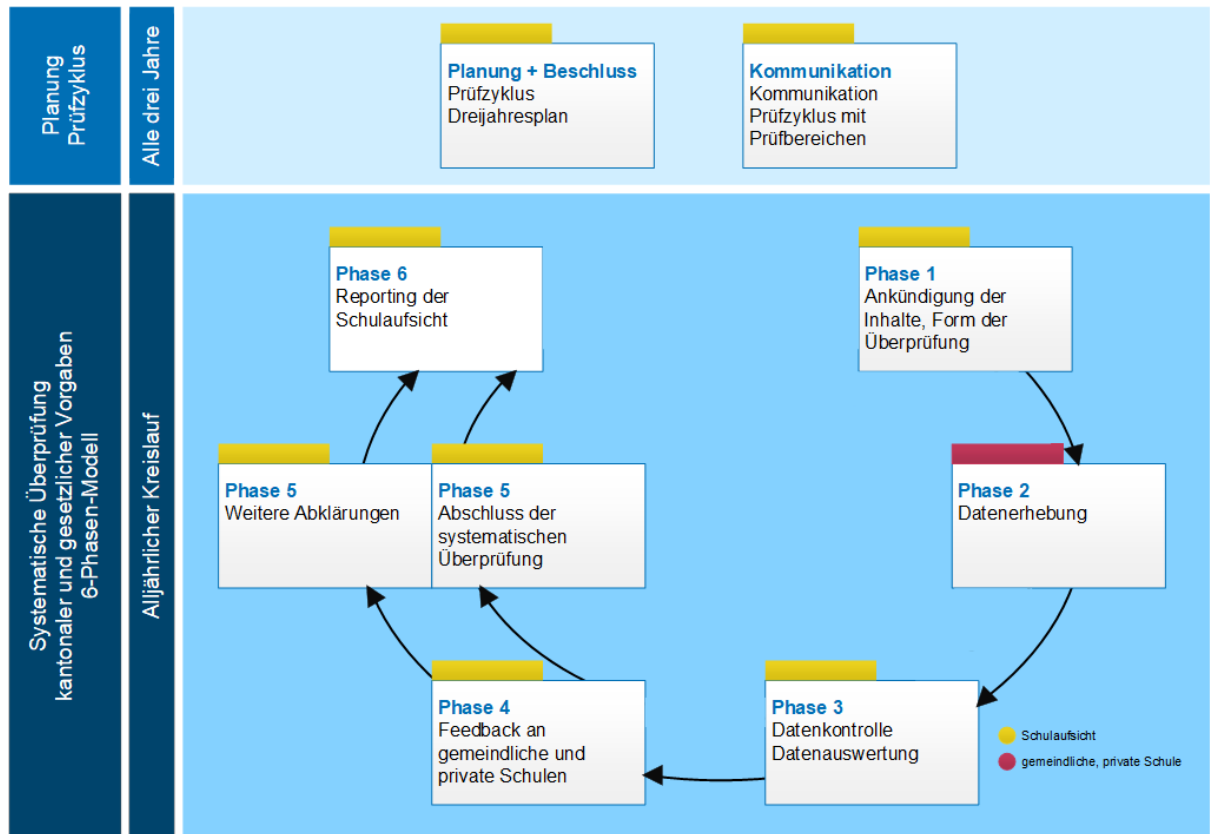 Planung
Prüfzyklus
Alle drei Jahre
Planung + Beschluss
Prüfzyklus
Dreijahresplan
Kommunikation
Kommunikation
Prüfzyklus mit
Prüfbereichen
Systematische Überprüfung
kantonaler und gesetzlicher Vorgaben
6-Phasen-Modell
Alljährlicher Kreislauf
Phase 6
Reporting der
Schulaufsicht
Phase 1
Ankündigung der
Inhalte, Form der
Überprüfung
Phase 5
Weitere Abklärungen
Phase 5
Abschluss der
systematischen
Überprüfung
Phase 2
Datenerhebung
Phase 4
Feedback an
gemeindliche und
private Schulen
Phase 3
Datenkontrolle
Datenauswertung
Schulaufsicht
gemeindliche, private Schule